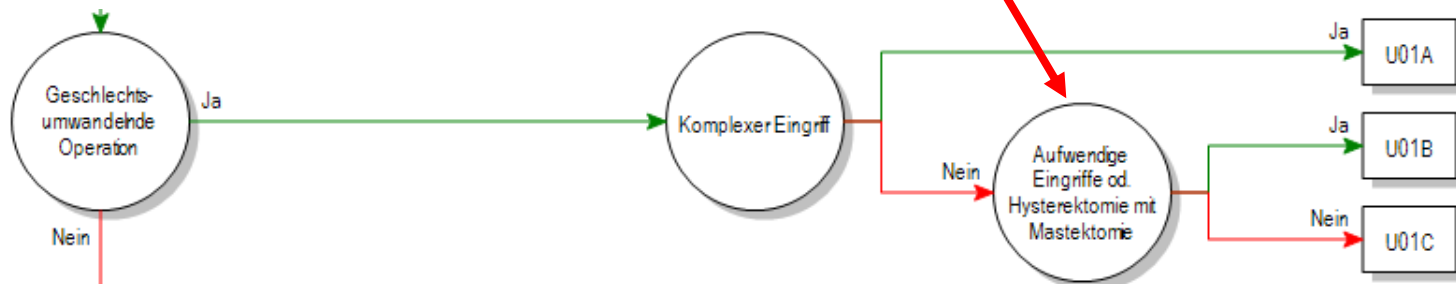 Geschlechts-
umwandelnde
Operation
Ja
Nein
Komplexer Eingriff
Ja
U01A
Nein
Aufwendige
Eingriffe od.
Hysterektomie mit
Mastektomie
Ja
U01B
Nein
U01C